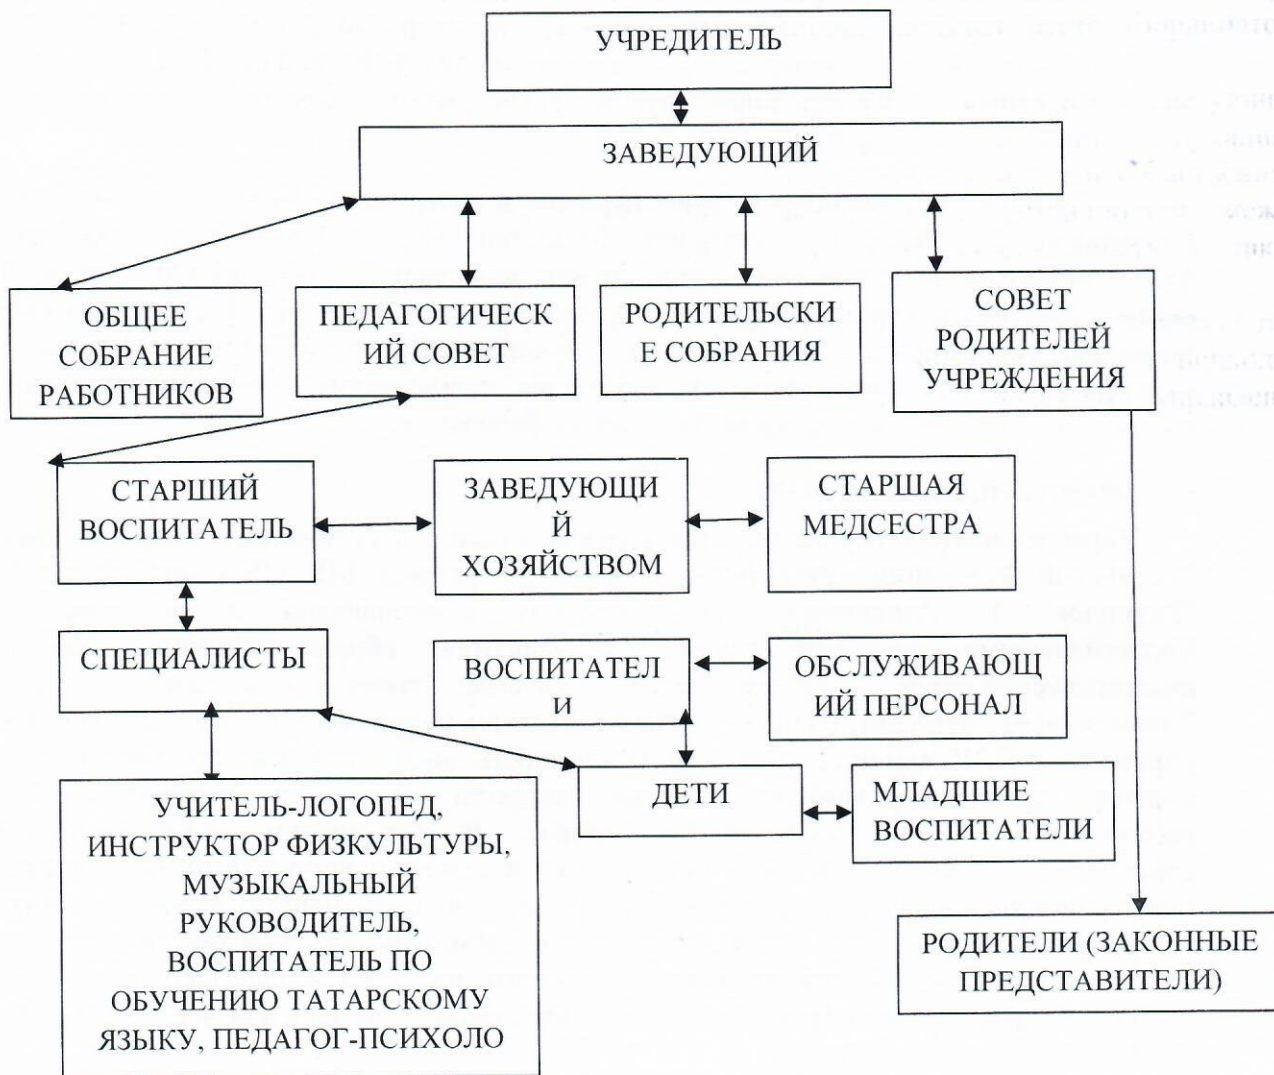 УЧРЕДИТЕЛЬ
ЗАВЕДУЮЩИЙ
ОБЩЕЕ
СОБРАНИЕ
РАБОТНИКОВ
ПЕДАГОГИЧЕСК
ИЙ СОВЕТ
РОДИТЕЛЬСКИ
Е СОБРАНИЯ
СОВЕТ
РОДИТЕЛЕЙ
УЧРЕЖДЕНИЯ
СТАРШИЙ
ВОСПИТАТЕЛЬ
ЗАВЕДУЮЩИ
Й
ХОЗЯЙСТВОМ
СТАРШАЯ
МЕДСЕСТРА
СПЕЦИАЛИСТЫ
ВОСПИТАТЕЛ
И
ОБСЛУЖИВАЮЩ
ИЙ ПЕРСОНАЛ
ДЕТИ
МЛАДШИЕ
ВОСПИТАТЕЛИ
УЧИТЕЛЬ-ЛОГОПЕД,
ИНСТРУКТОР ФИЗКУЛЬТУРЫ,
МУЗЫКАЛЬНЫЙ
РУКОВОДИТЕЛЬ,
ВОСПИТАТЕЛЬ ПО
ОБУЧЕНИЮ ТАТАРСКОМУ
ЯЗЫКУ, ПЕДАГОГ-ПСИХОЛО
РОДИТЕЛИ (ЗАКОННЫЕ
ПРЕДСТАВИТЕЛИ)